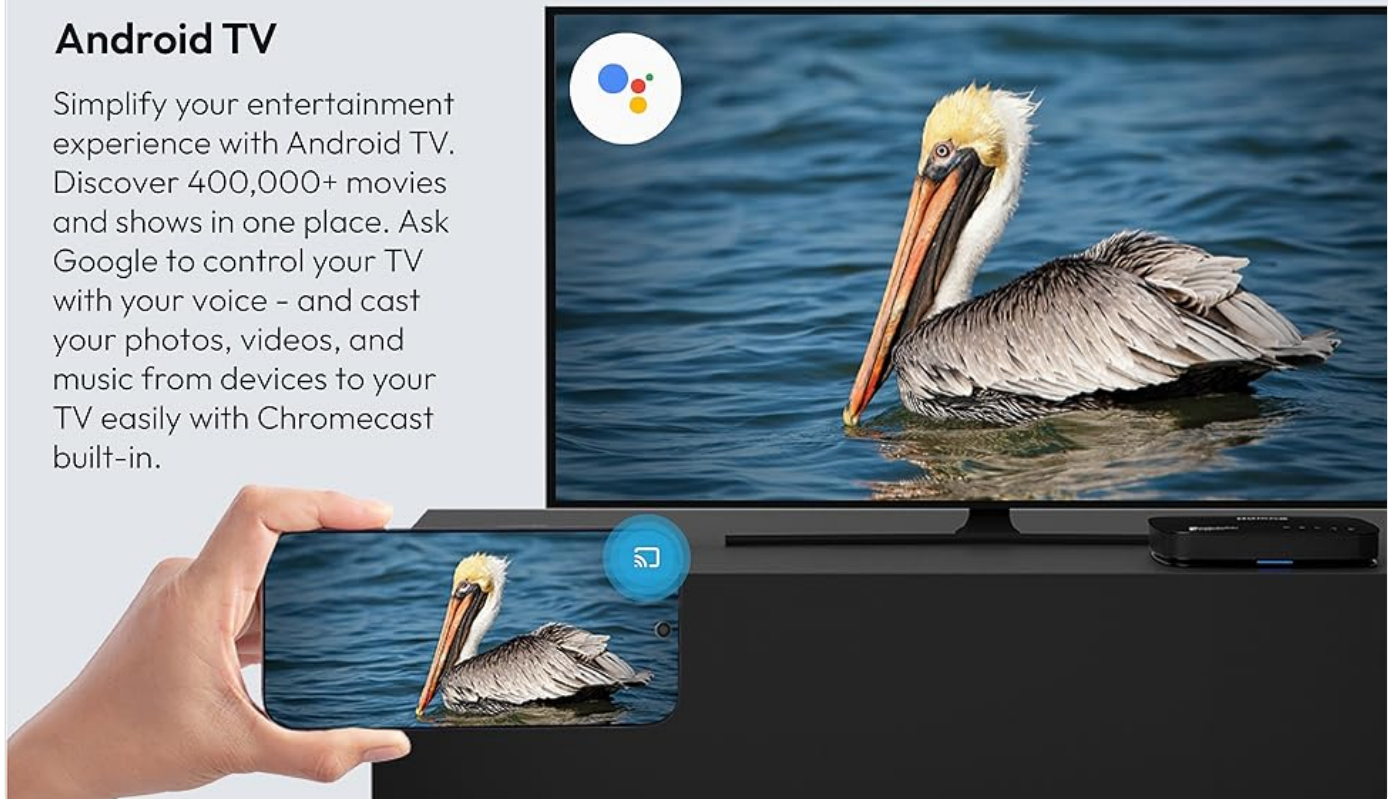 Android TV
Simplify your entertainment
experience with Android TV.
Discover 400,000+ movies
and shows in one place. Ask
Google to control your TV
with your voice - and cast
your photos, videos, and
music from devices to your
TV easily with Chromecast
built-in.